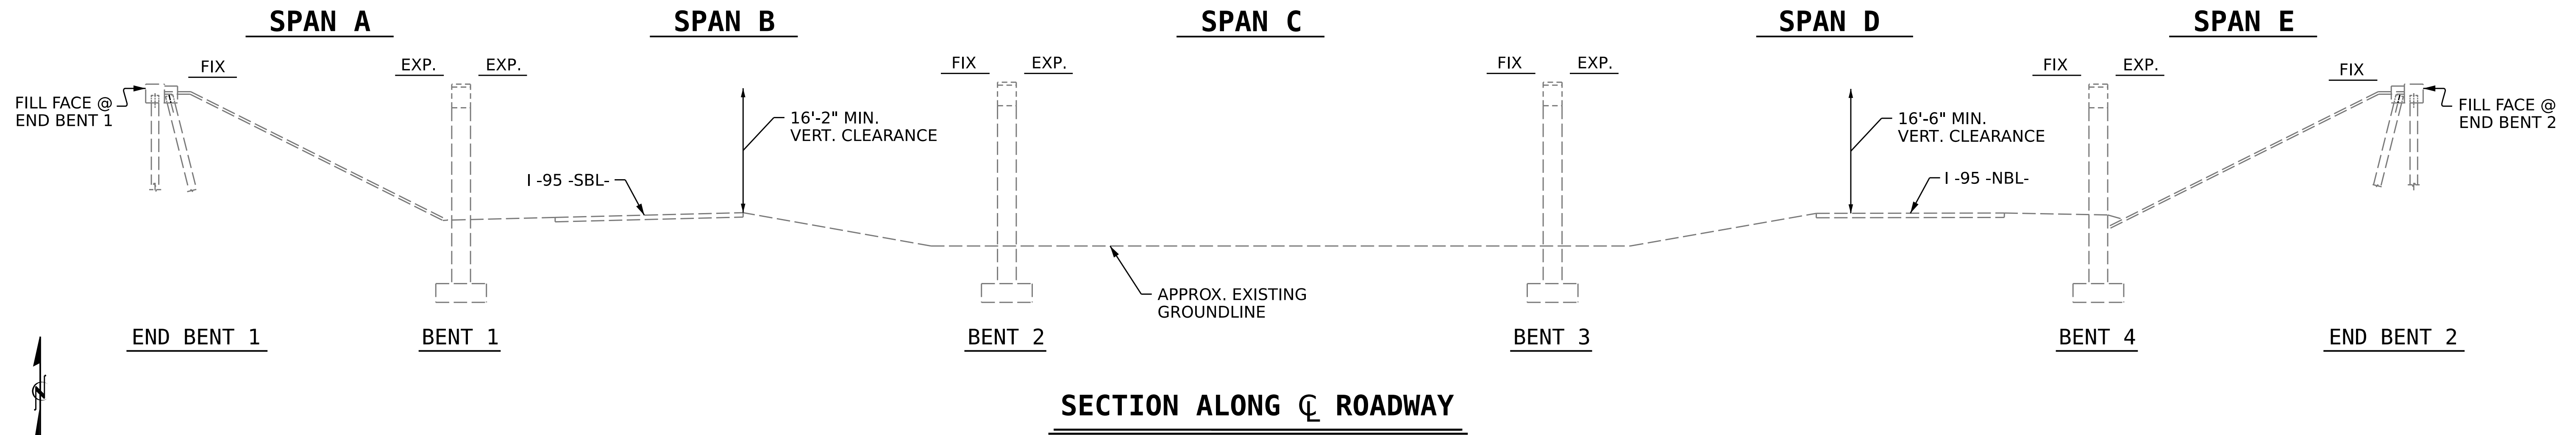 SPAN A
SPAN B
SPAN C
SPAN D
SPAN E
FIX
EXP.
EXP.
FIX
EXP.
FIX
EXP.
FIX
EXP.
FIX
FILL FACE @
END BENT 1
16'-2" MIN.
VERT. CLEARANCE
16'-6" MIN.
VERT. CLEARANCE
FILL FACE @
END BENT 2
I -95 -SBL-
I -95 -NBL-
APPROX. EXISTING
GROUNDLINE
END BENT 1
BENT 1
BENT 2
BENT 3
BENT 4
END BENT 2
N
SECTION ALONG ℄ ROADWAY